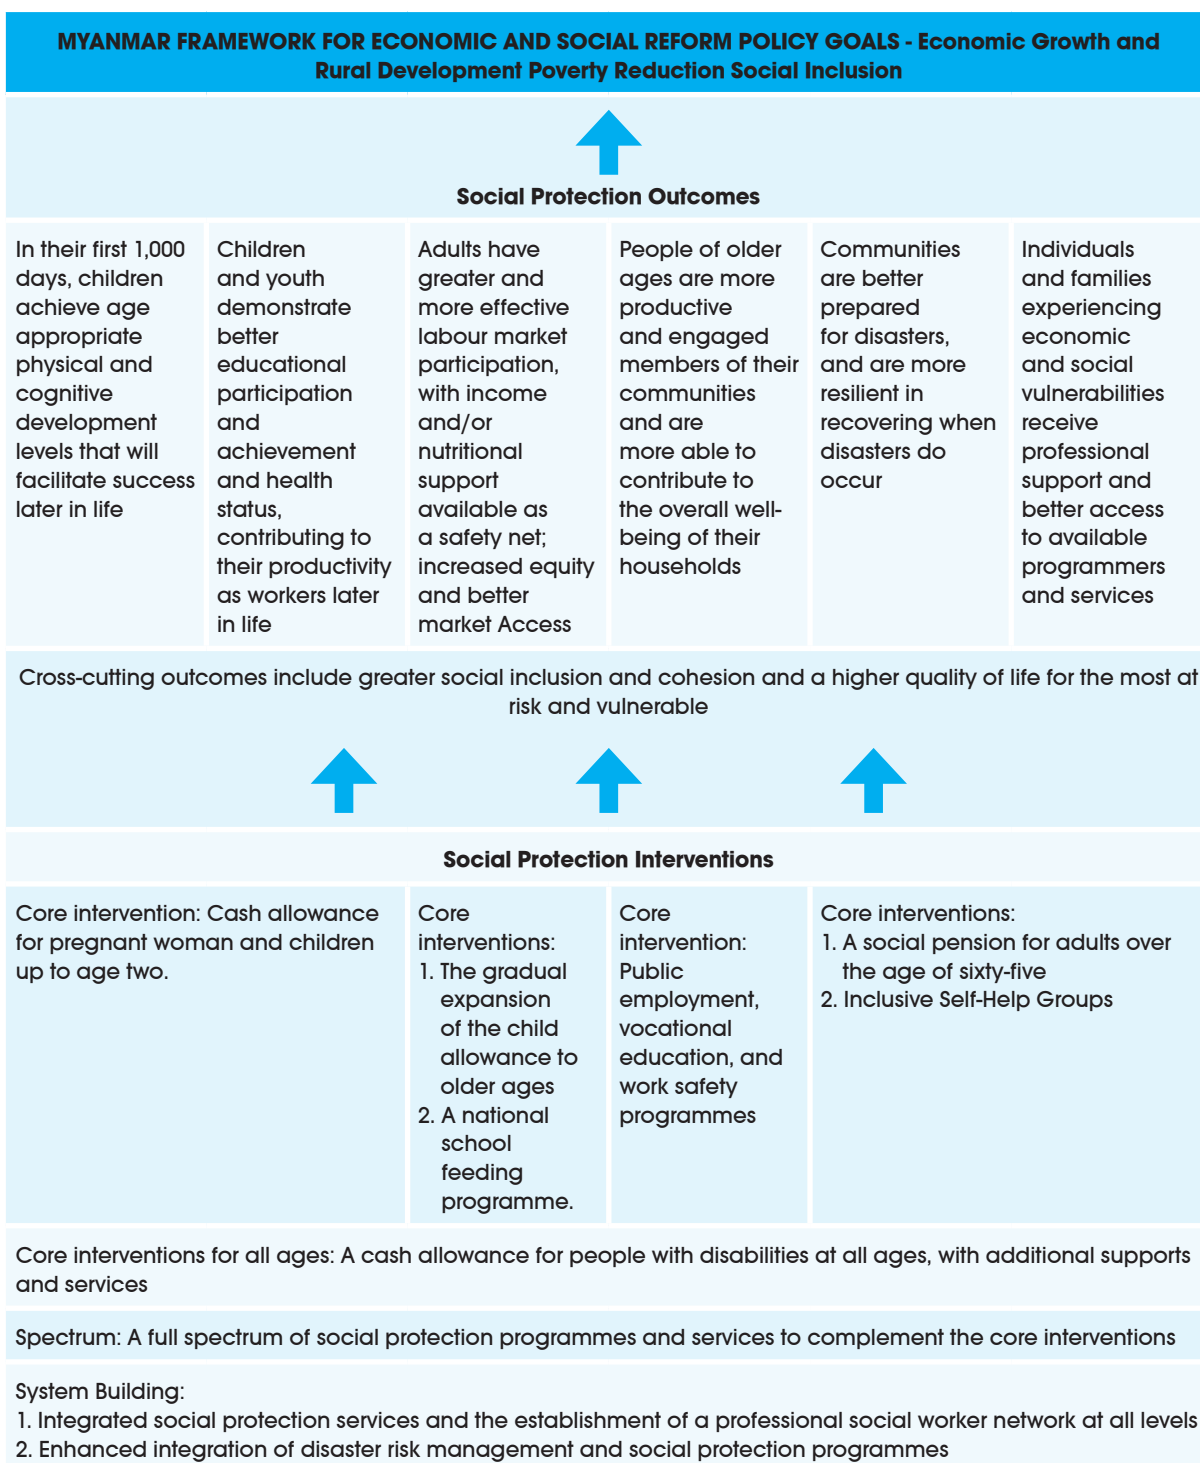 MYANMAR FRAMEWORK FOR ECONOMIC AND SOCIAL REFORM POLICY GOALS - Economic Growth and
Rural Development Poverty Reduction Social Inclusion
Social Protection Outcomes
In their first 1,000
days, children
achieve age
appropriate
physical and
cognitive
development
levels that will
facilitate success
later in life
Children
and youth
demonstrate
better
educational
participation
and
achievement
and health
status,
contributing to
their productivity
as workers later
in life
Adults have
greater and
more effective
labour market
participation,
with income
and/or
nutritional
support
available as
a safety net;
increased equity
and better
market Access
People of older
ages are more
productive
and engaged
members of their
communities
and are
more able to
contribute to
the overall well-
being of their
households
Communities
are better
prepared
for disasters,
and are more
resilient in
recovering when
disasters do
occur
Individuals
and families
experiencing
economic
and social
vulnerabilities
receive
professional
support and
better access
to available
programmers
and services
Cross-cutting outcomes include greater social inclusion and cohesion and a higher quality of life for the most at
risk and vulnerable
Social Protection Interventions
Core intervention: Cash allowance
for pregnant woman and children
up to age two.
Core
interventions:
1. The gradual
expansion
of the child
allowance to
older ages
2. A national
school
feeding
programme.
Core
intervention:
Public
employment,
vocational
education, and
work safety
programmes
Core interventions:
1. A social pension for adults over
the age of sixty-five
2. Inclusive Self-Help Groups
Core interventions for all ages: A cash allowance for people with disabilities at all ages, with additional supports
and services
Spectrum: A full spectrum of social protection programmes and services to complement the core interventions
System Building:
1. Integrated social protection services and the establishment of a professional social worker network at all levels
2. Enhanced integration of disaster risk management and social protection programmes